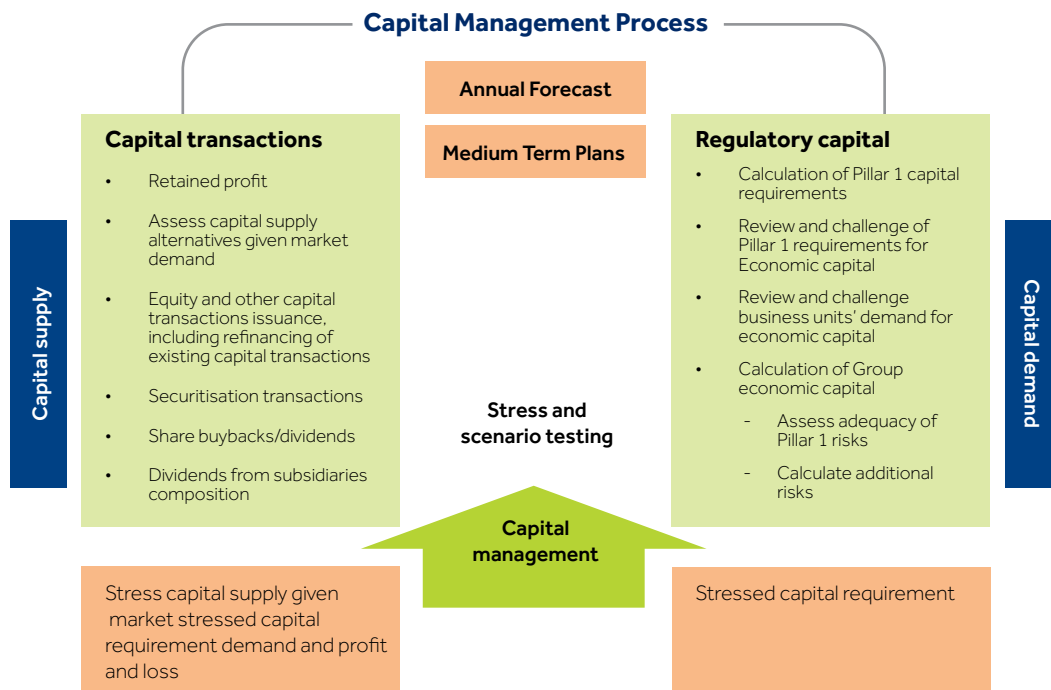 Capital Management Process
Annual Forecast
Medium Term Plans
Capital supply
Capital transactions
• Retained profit
• Assess capital supply
alternatives given market
demand
• Equity and other capital
transactions issuance,
including refinancing of
existing capital transactions
• Securitisation transactions
• Share buybacks/dividends
• Dividends from subsidiaries
composition
Stress and
scenario testing
Capital
management
Regulatory capital
• Calculation of Pillar 1 capital
requirements
• Review and challenge of
Pillar 1 requirements for
Economic capital
• Review and challenge
business units' demand for
economic capital
• Calculation of Group
economic capital
- Assess adequacy of
Pillar 1 risks
- Calculate additional
risks
Capital demand
Stress capital supply given
market stressed capital
requirement demand and profit
and loss
Stressed capital requirement